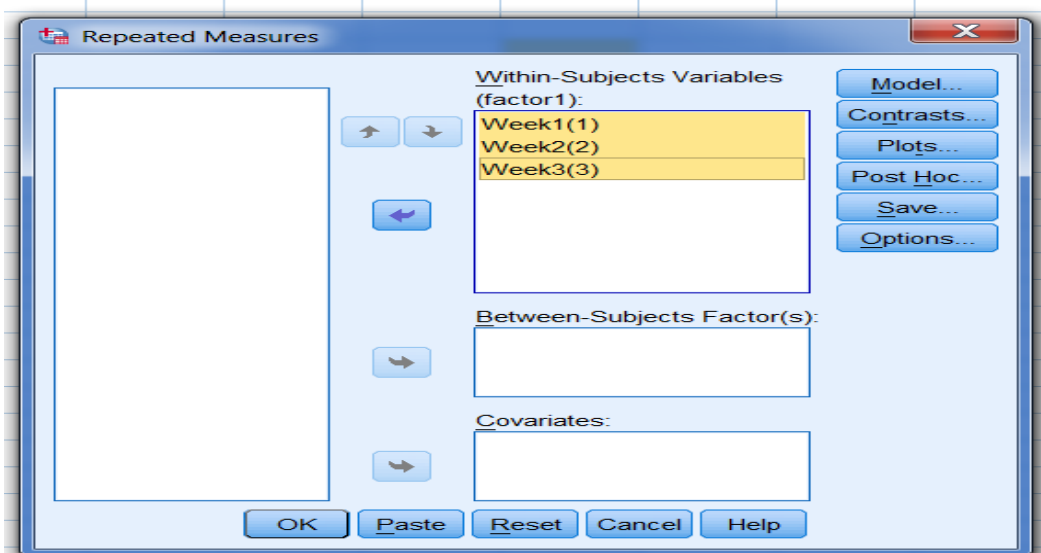 Repeated Measures
Within-Subjects Variables
(factor1):
Week1(1)
Week2(2)
Week3(3)
Model...
Contrasts...
Plots...
Post Hoc...
Save...
Options...
Between-Subjects Factor(s):
Covariates:
OK Paste Reset Cancel Help